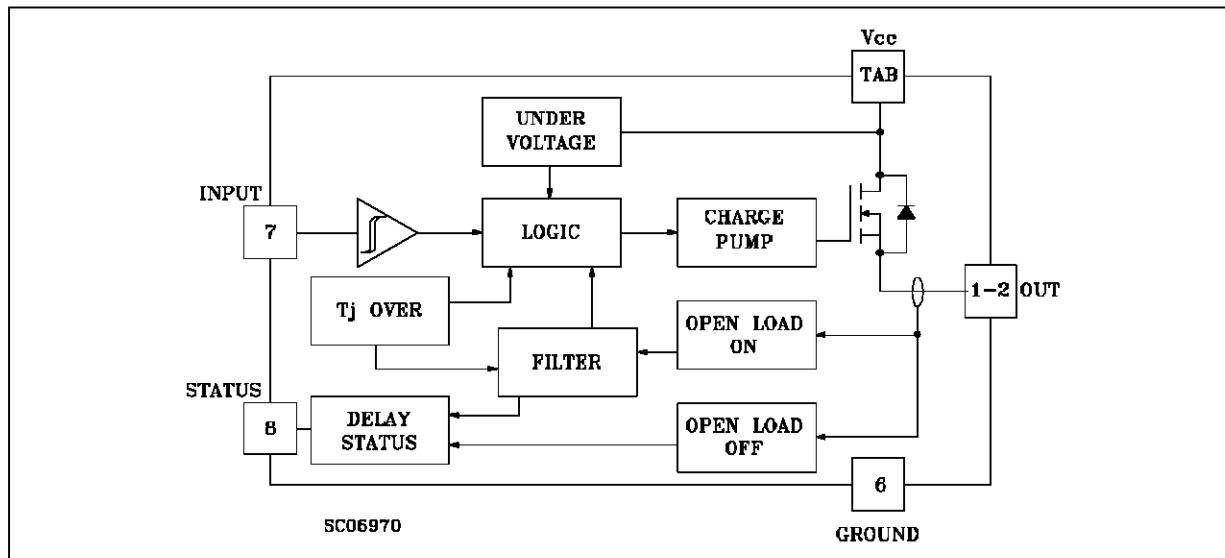 Vcc
TAB
UNDER
VOLTAGE
INPUT
7
LOGIC
CHARGE
PUMP
1-2 OUT
Tj OVER
OPEN LOAD
ON
FILTER
STATUS
8
DELAY
STATUS
OPEN LOAD
OFF
6
SC06970
GROUND